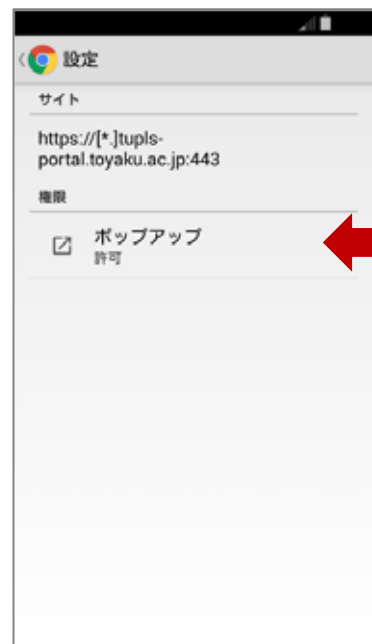 設定
サイト
https://[*.]tupls-
portal.toyaku.ac.jp:443
権限
ポップアップ
許可